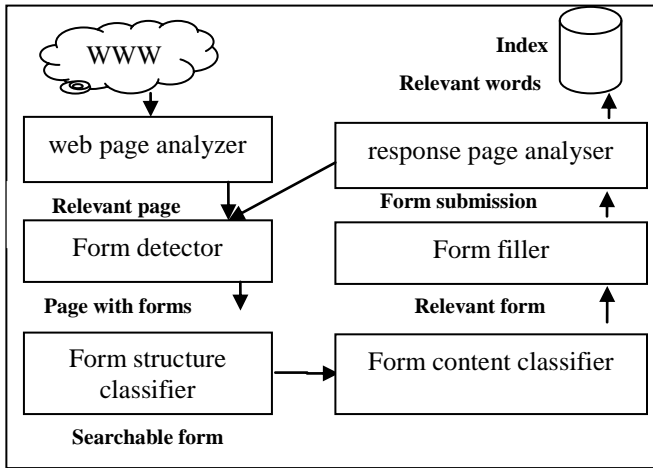 WWW
Index
Relevant words
web page analyzer
response page analyser
Relevant page
Form submission
Form detector
Form filler
Page with forms
Relevant form
Form structure
classifier
Form content classifier
Searchable form